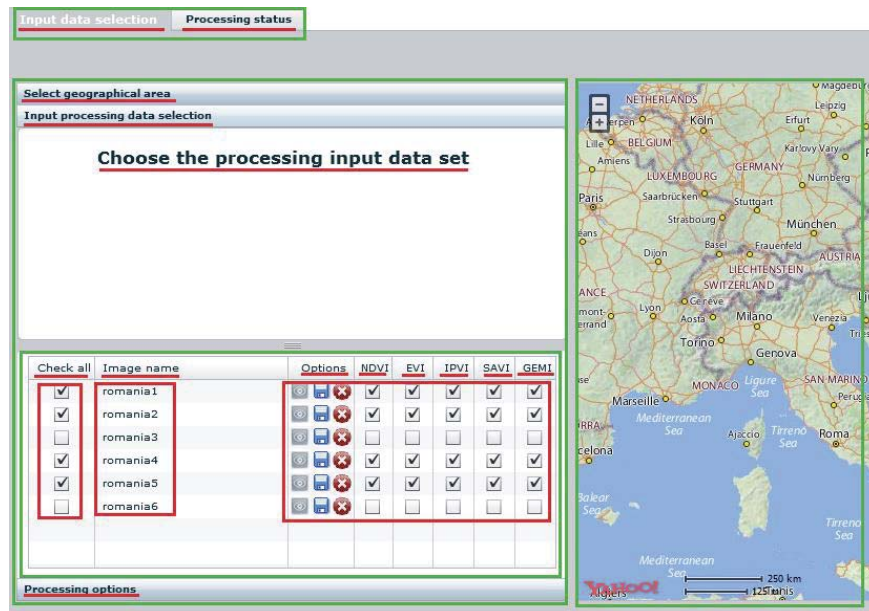 Input data selection
Processing status
Select geographical area
Input processing data selection
Choose the processing input data set
Check all Image name Options NDVI EVI IPVI SAVI GEMI
romania1
romania2
romania3
romania4
romania5
romania6
Processing options
Magdeburg
NETHERLANDS
Leipzig
Köln
Erfurt
Lille
BELGIUM
Karlovy Vary
Amiens
GERMANY
LUXEMBOURG
Nürnberg
Paris
Saarbrücken
Stuttgart
Strasbourg
München
Basel
Frauenfeld
Dijon
AUSTRIA
LIECHTENSTEIN
SWITZERLAND
Genève
Lyon
Aosta
Milano
Venezia
Torino
Genova
MONACO
Ligure Sea
SAN MARINO
Marseille
Mediterranean
Sea
Ajaccio
Tirreno
Sea
Roma
Balear
Sea
Tirreno
Sea
Mediterranean
Sea
YAHOO!
250 km
125